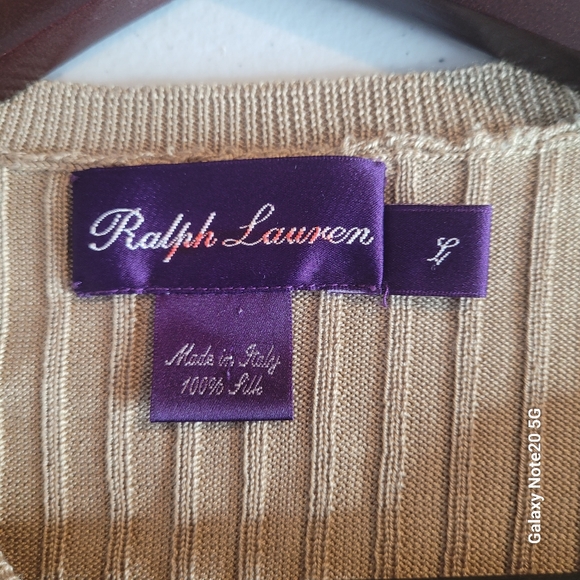 Ralph Lauren
L
Made in Italy
100% Silk
Galaxy Note20 5G